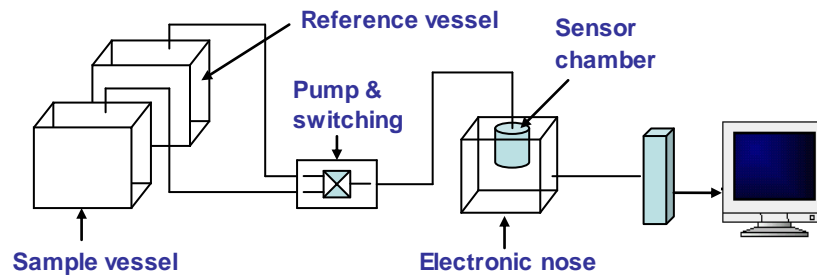 Reference vessel
Sensor
chamber
Pump &
switching
Sample vessel
Electronic nose